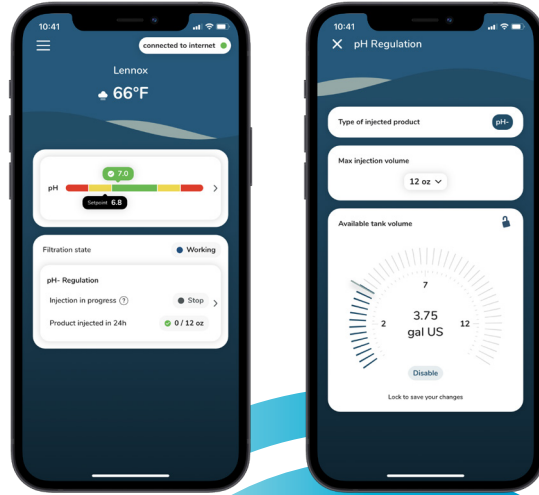 10:41
connected to internet
Lennox
66°F
7.0
pH
Setpoint 6.8
Filtration state
Working
pH- Regulation
Injection in progress ?
Stop
Product injected in 24h
0 / 12 oz
10:41
X pH Regulation
Type of injected product
pH-
Max injection volume
12 oz
Available tank volume
7
2
3.75
gal US
12
Disable
Lock to save your changes